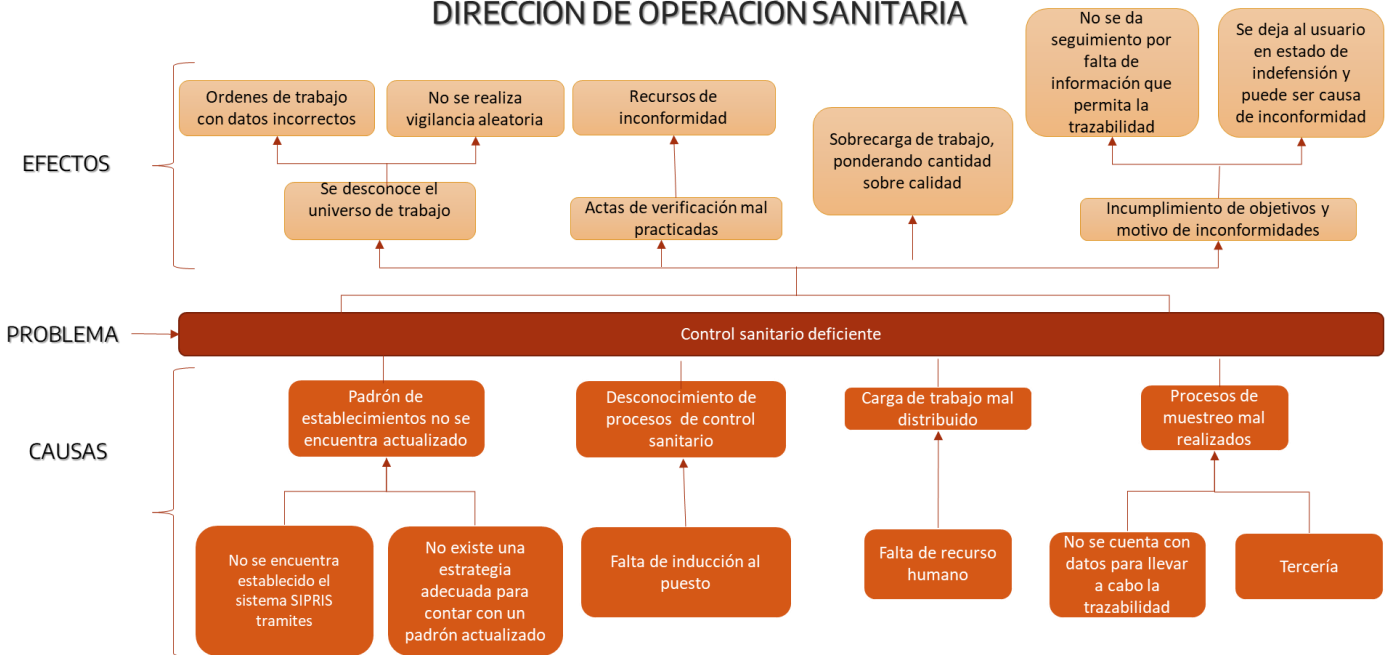 DIRECCIÓN DE OPERACIÓN SANITARIA
No se da
seguimiento por
falta de
información que
permita la
trazabilidad
Se deja al usuario
en estado de
indefensión y
puede ser causa
de inconformidad
Ordenes de trabajo
con datos incorrectos
No se realiza
vigilancia aleatoria
Recursos de
inconformidad
Sobrecarga de trabajo,
ponderando cantidad
sobre calidad
EFECTOS
Se desconoce el
universo de trabajo
Actas de verificación mal
practicadas
Incumplimiento de objetivos y
motivo de inconformidades
PROBLEMA
Control sanitario deficiente
CAUSAS
Padrón de
establecimientos no se
encuentra actualizado
Desconocimiento de
procesos de control
sanitario
Carga de trabajo mal
distribuido
Procesos de
muestreo mal
realizados
No se encuentra
establecido el
sistema SIPRIS
tramites
No existe una
estrategia
adecuada para
contar con un
padrón actualizado
Falta de inducción al
puesto
Falta de recurso
humano
No se cuenta con
datos para llevar
a cabo la
trazabilidad
Tercería